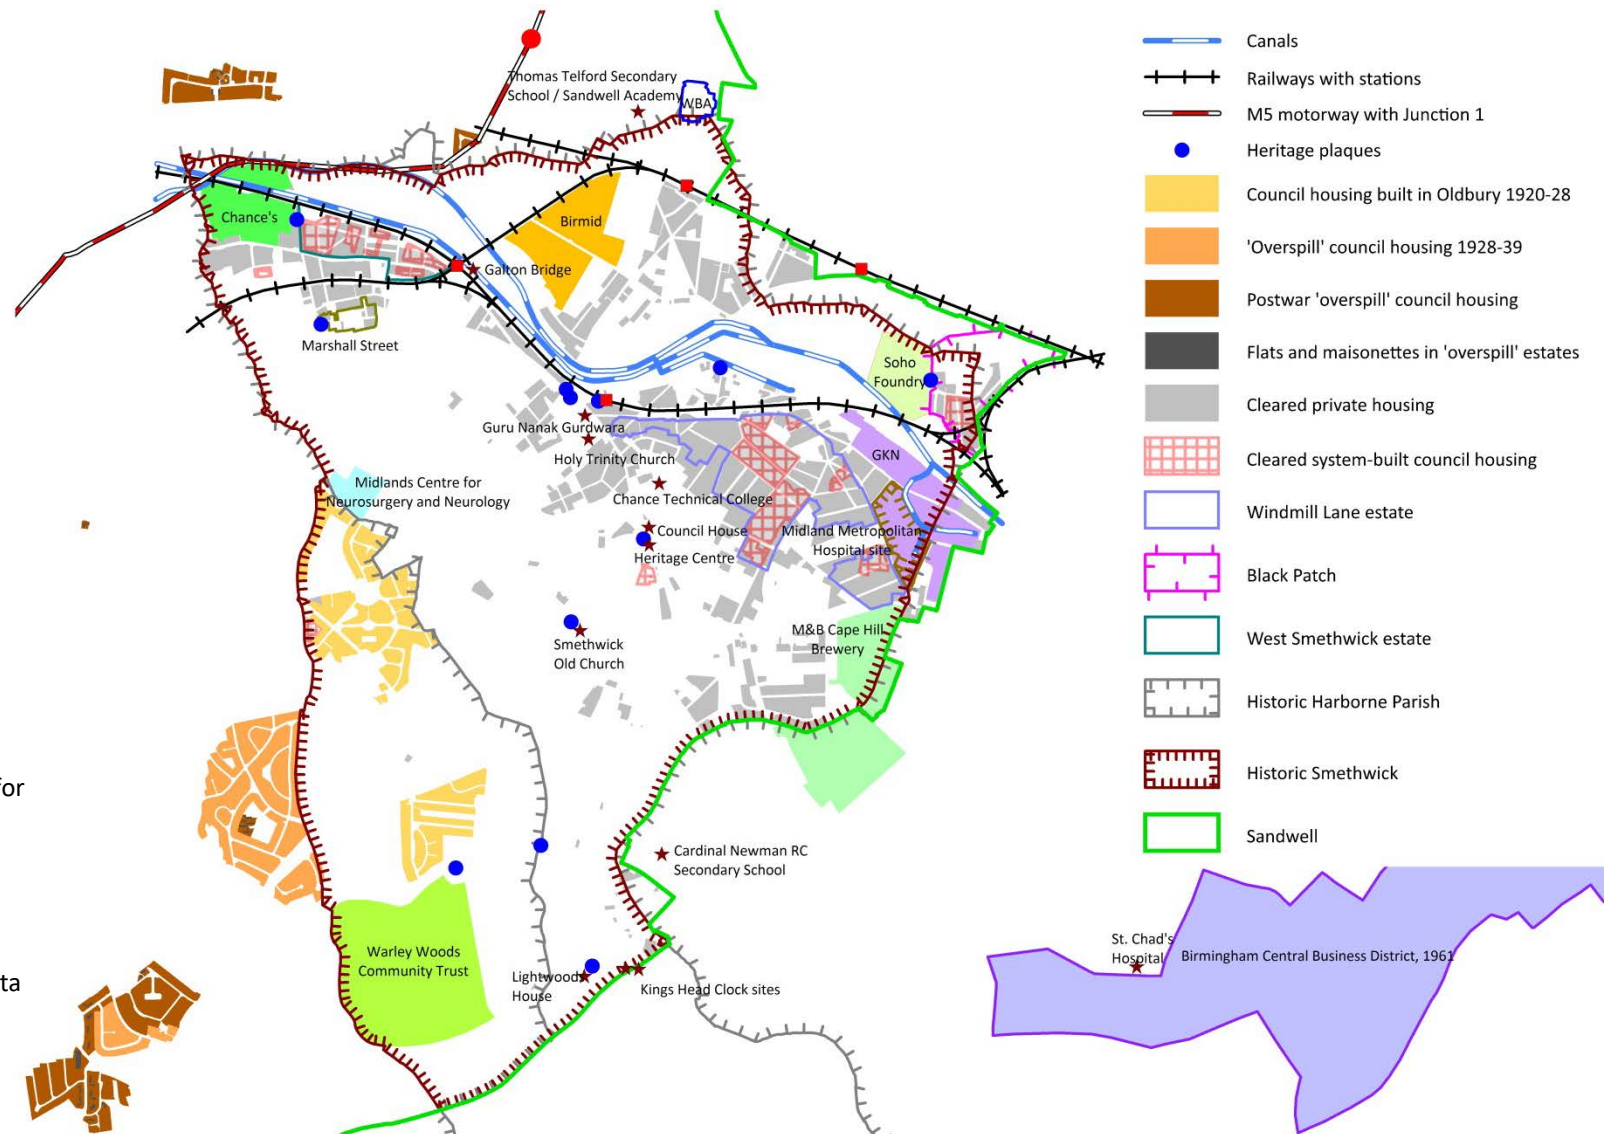 Thomas Telford Secondary
School / Sandwell Academy
WBA
Chance's
Birmid
Galton Bridge
Marshall Street
Soho
Foundry
Guru Nanak Gurdwara
Holy Trinity Church
GKN
Midlands Centre for
Neurosurgery and Neurology
Chance Technical College
Council House
Midland Metropolitan
Hospital site
Heritage Centre
Smethwick
Old Church
M&B Cape Hill
Brewery
for
Cardinal Newman RC
Secondary School
Warley Woods
Community Trust
Lightwoods
House
Kings Head Clock sites
ta
St. Chad's
Hospital
Birmingham Central Business District, 1961
Canals
Railways with stations
M5 motorway with Junction 1
Heritage plaques
Council housing built in Oldbury 1920-28
'Overspill' council housing 1928-39
Postwar 'overspill' council housing
Flats and maisonettes in 'overspill' estates
Cleared private housing
Cleared system-built council housing
Windmill Lane estate
Black Patch
West Smethwick estate
Historic Harborne Parish
Historic Smethwick
Sandwell